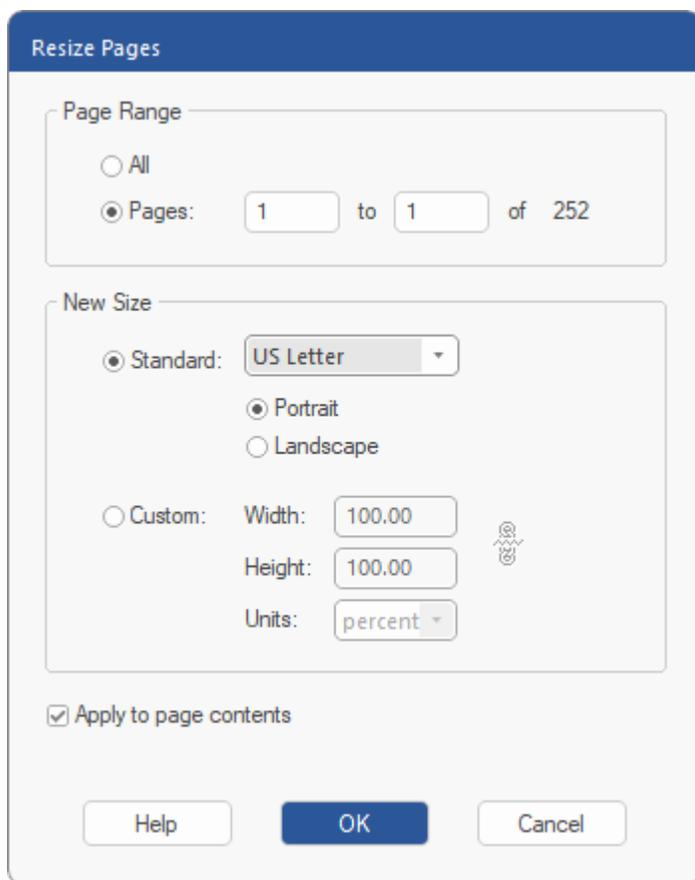 Resize Pages
Page Range
All
Pages: 1 to 1 of 252
New Size
Standard: US Letter
Portrait
Landscape
Custom: Width: 100.00
Height: 100.00
Units: percent
Apply to page contents
Help OK Cancel